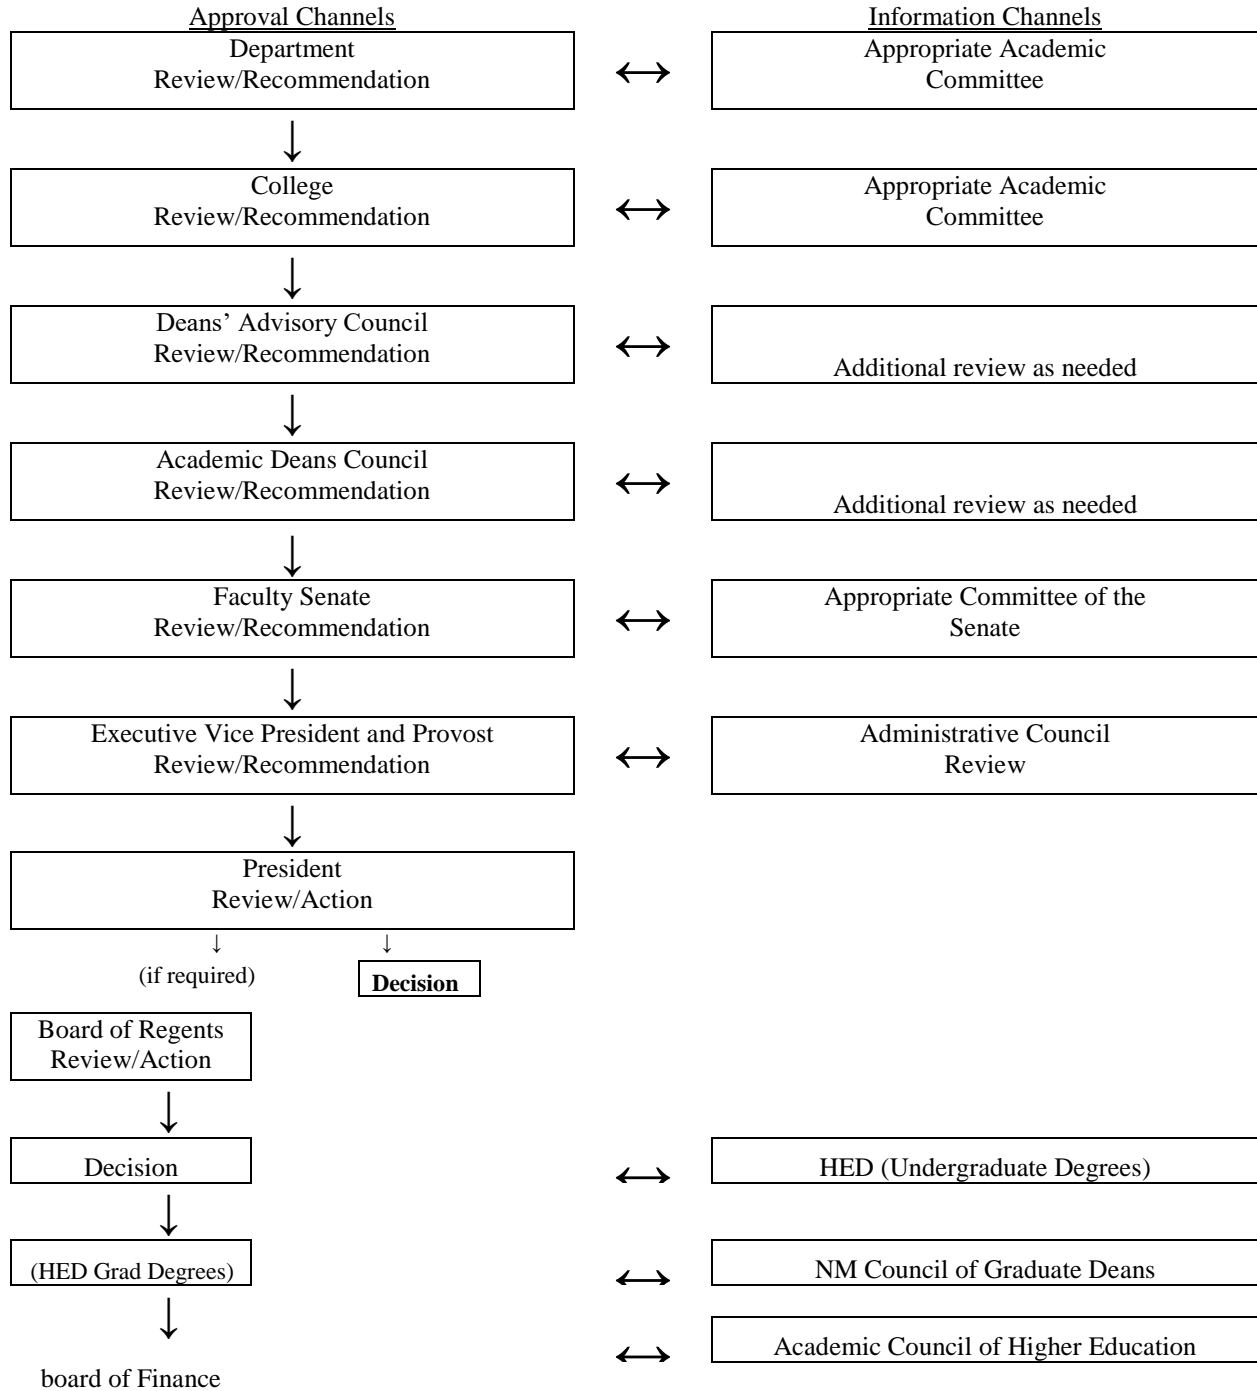 Approval Channels
Information Channels
Department
Review/Recommendation
↔
Appropriate Academic
Committee
↓
College
Review/Recommendation
↔
Appropriate Academic
Committee
↓
Deans’ Advisory Council
Review/Recommendation
↔
Additional review as needed
↓
Academic Deans Council
Review/Recommendation
↔
Additional review as needed
↓
Faculty Senate
Review/Recommendation
↔
Appropriate Committee of the
Senate
↓
Executive Vice President and Provost
Review/Recommendation
↔
Administrative Council
Review
↓
President
Review/Action
↓ ↓
(if required)
Decision
Board of Regents
Review/Action
↓
Decision
↔
HED (Undergraduate Degrees)
↓
(HED Grad Degrees)
↔
NM Council of Graduate Deans
↓
↔
Academic Council of Higher Education
board of Finance